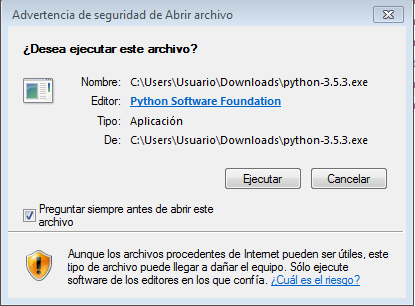 Advertencia de seguridad de Abrir archivo
¿Desea ejecutar este archivo?
Nombre: C:\Users\Usuario\Downloads\python-3.5.3.exe
Editor: Python Software Foundation
Tipo: Aplicación
De: C:\Users\Usuario\Downloads\python-3.5.3.exe
Ejecutar Cancelar
Preguntar siempre antes de abrir este
archivo
Aunque los archivos procedentes de Internet pueden ser útiles, este
tipo de archivo puede llegar a dañar el equipo. Sólo ejecute
software de los editores en los que confía. ¿Cuál es el riesgo?